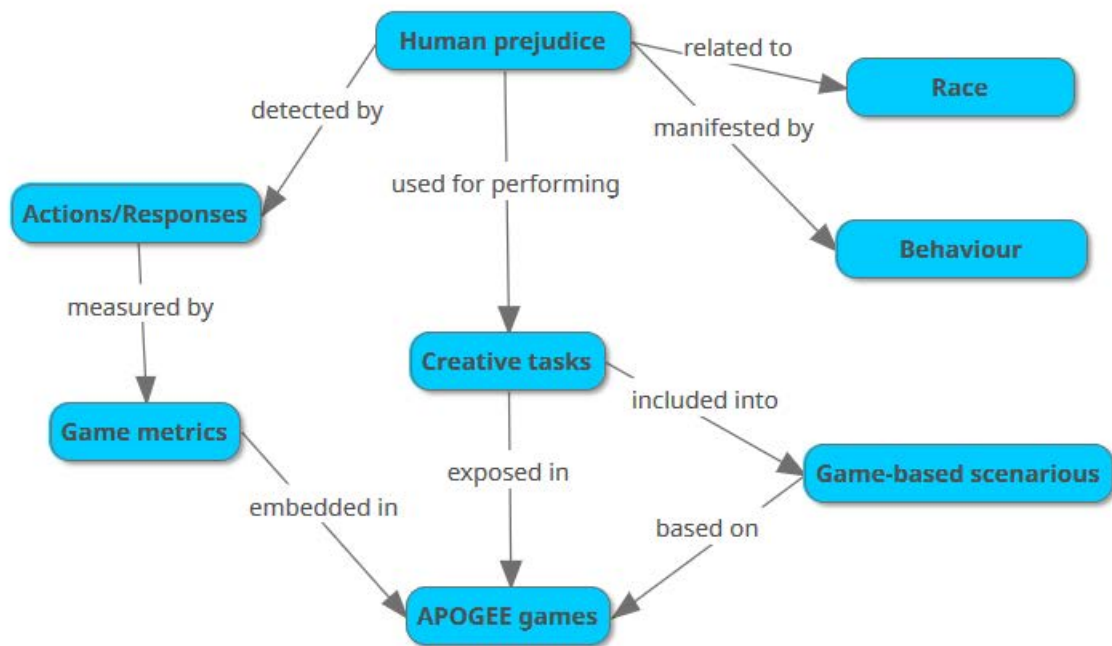 Human prejudice
related to
Race
detected by
manifested by
used for performing
Actions/Responses
Behaviour
measured by
Creative tasks
included into
Game metrics
exposed in
Game-based scenarious
embedded in
based on
APOGEE games